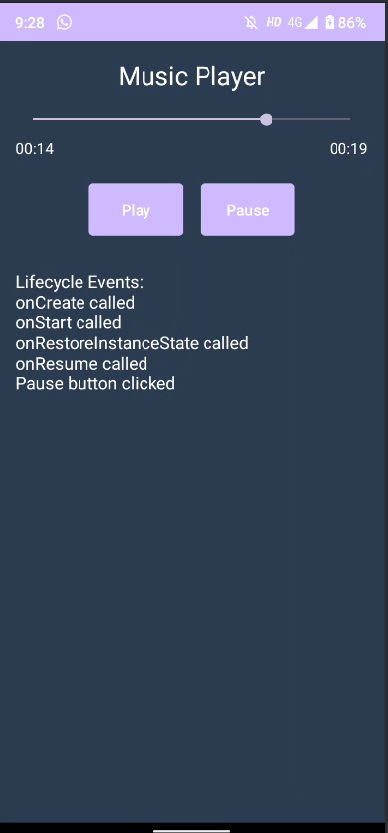 9:28 HD 4G 86%
Music Player
00:14 00:19
Play Pause
Lifecycle Events:
onCreate called
onStart called
onRestoreInstanceState called
onResume called
Pause button clicked